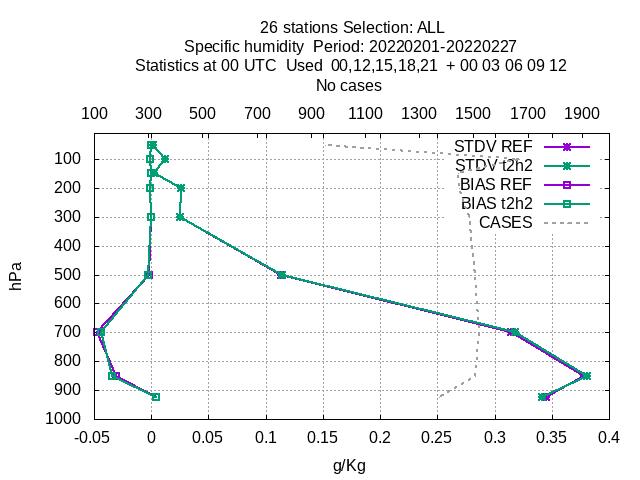 26 stations Selection: ALL
Specific humidity  Period: 20220201-20220227
Statistics at 00 UTC  Used  00,12,15,18,21  + 00 03 06 09 12
No cases
100 300 500 700 900 1100 1300 1500 1700 1900
STDV REF
STDV t2h2
BIAS REF
BIAS t2h2
CASES
hPa
100
200
300
400
500
600
700
800
900
1000
-0.05 0 0.05 0.1 0.15 0.2 0.25 0.3 0.35 0.4
g/Kg